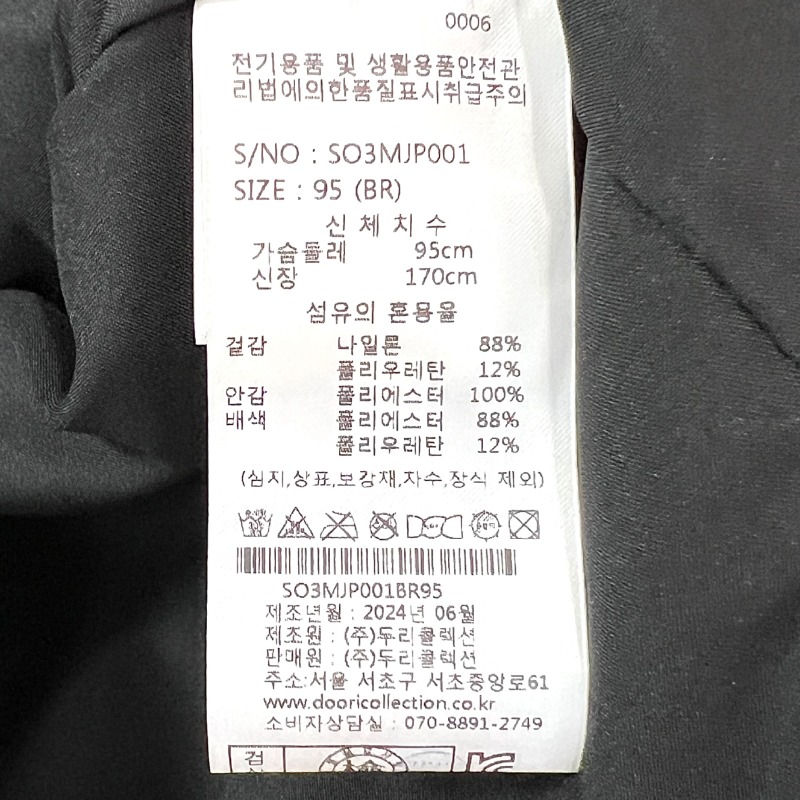 0006
전기용품 및 생활용품안전관
리법에의한품질표시취급주의
S/NO : SO3MJP001
SIZE : 95 (BR)
신 체 치 수
가슴둘레 95cm
신장 170cm
섬유의 혼용율
겉감 나일론 88%
폴리우레탄 12%
안감 폴리에스터 100%
배색 폴리에스터 88%
폴리우레탄 12%
(심지,상표,보강재,자수,장식 제외)
SO3MJP001BR95
제조년월 : 2024년 06월
제조원 : (주)두리콜렉션
판매원 : (주)두리콜렉션
주소:서울 서초구 서초중앙로61
www.dooricollection.co.kr
소비자상담실 : 070-8891-2749
검